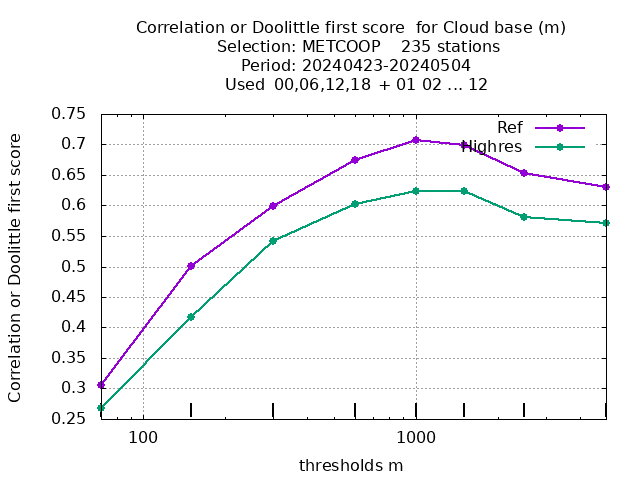 Correlation or Doolittle first score  for Cloud base (m)
Selection: METCOOP    235 stations
Period: 20240423-20240504
Used  00,06,12,18 + 01 02 ... 12
Correlation or Doolittle first score
0.75
0.7
0.65
0.6
0.55
0.5
0.45
0.4
0.35
0.3
0.25
Ref
Highres
100
1000
thresholds m